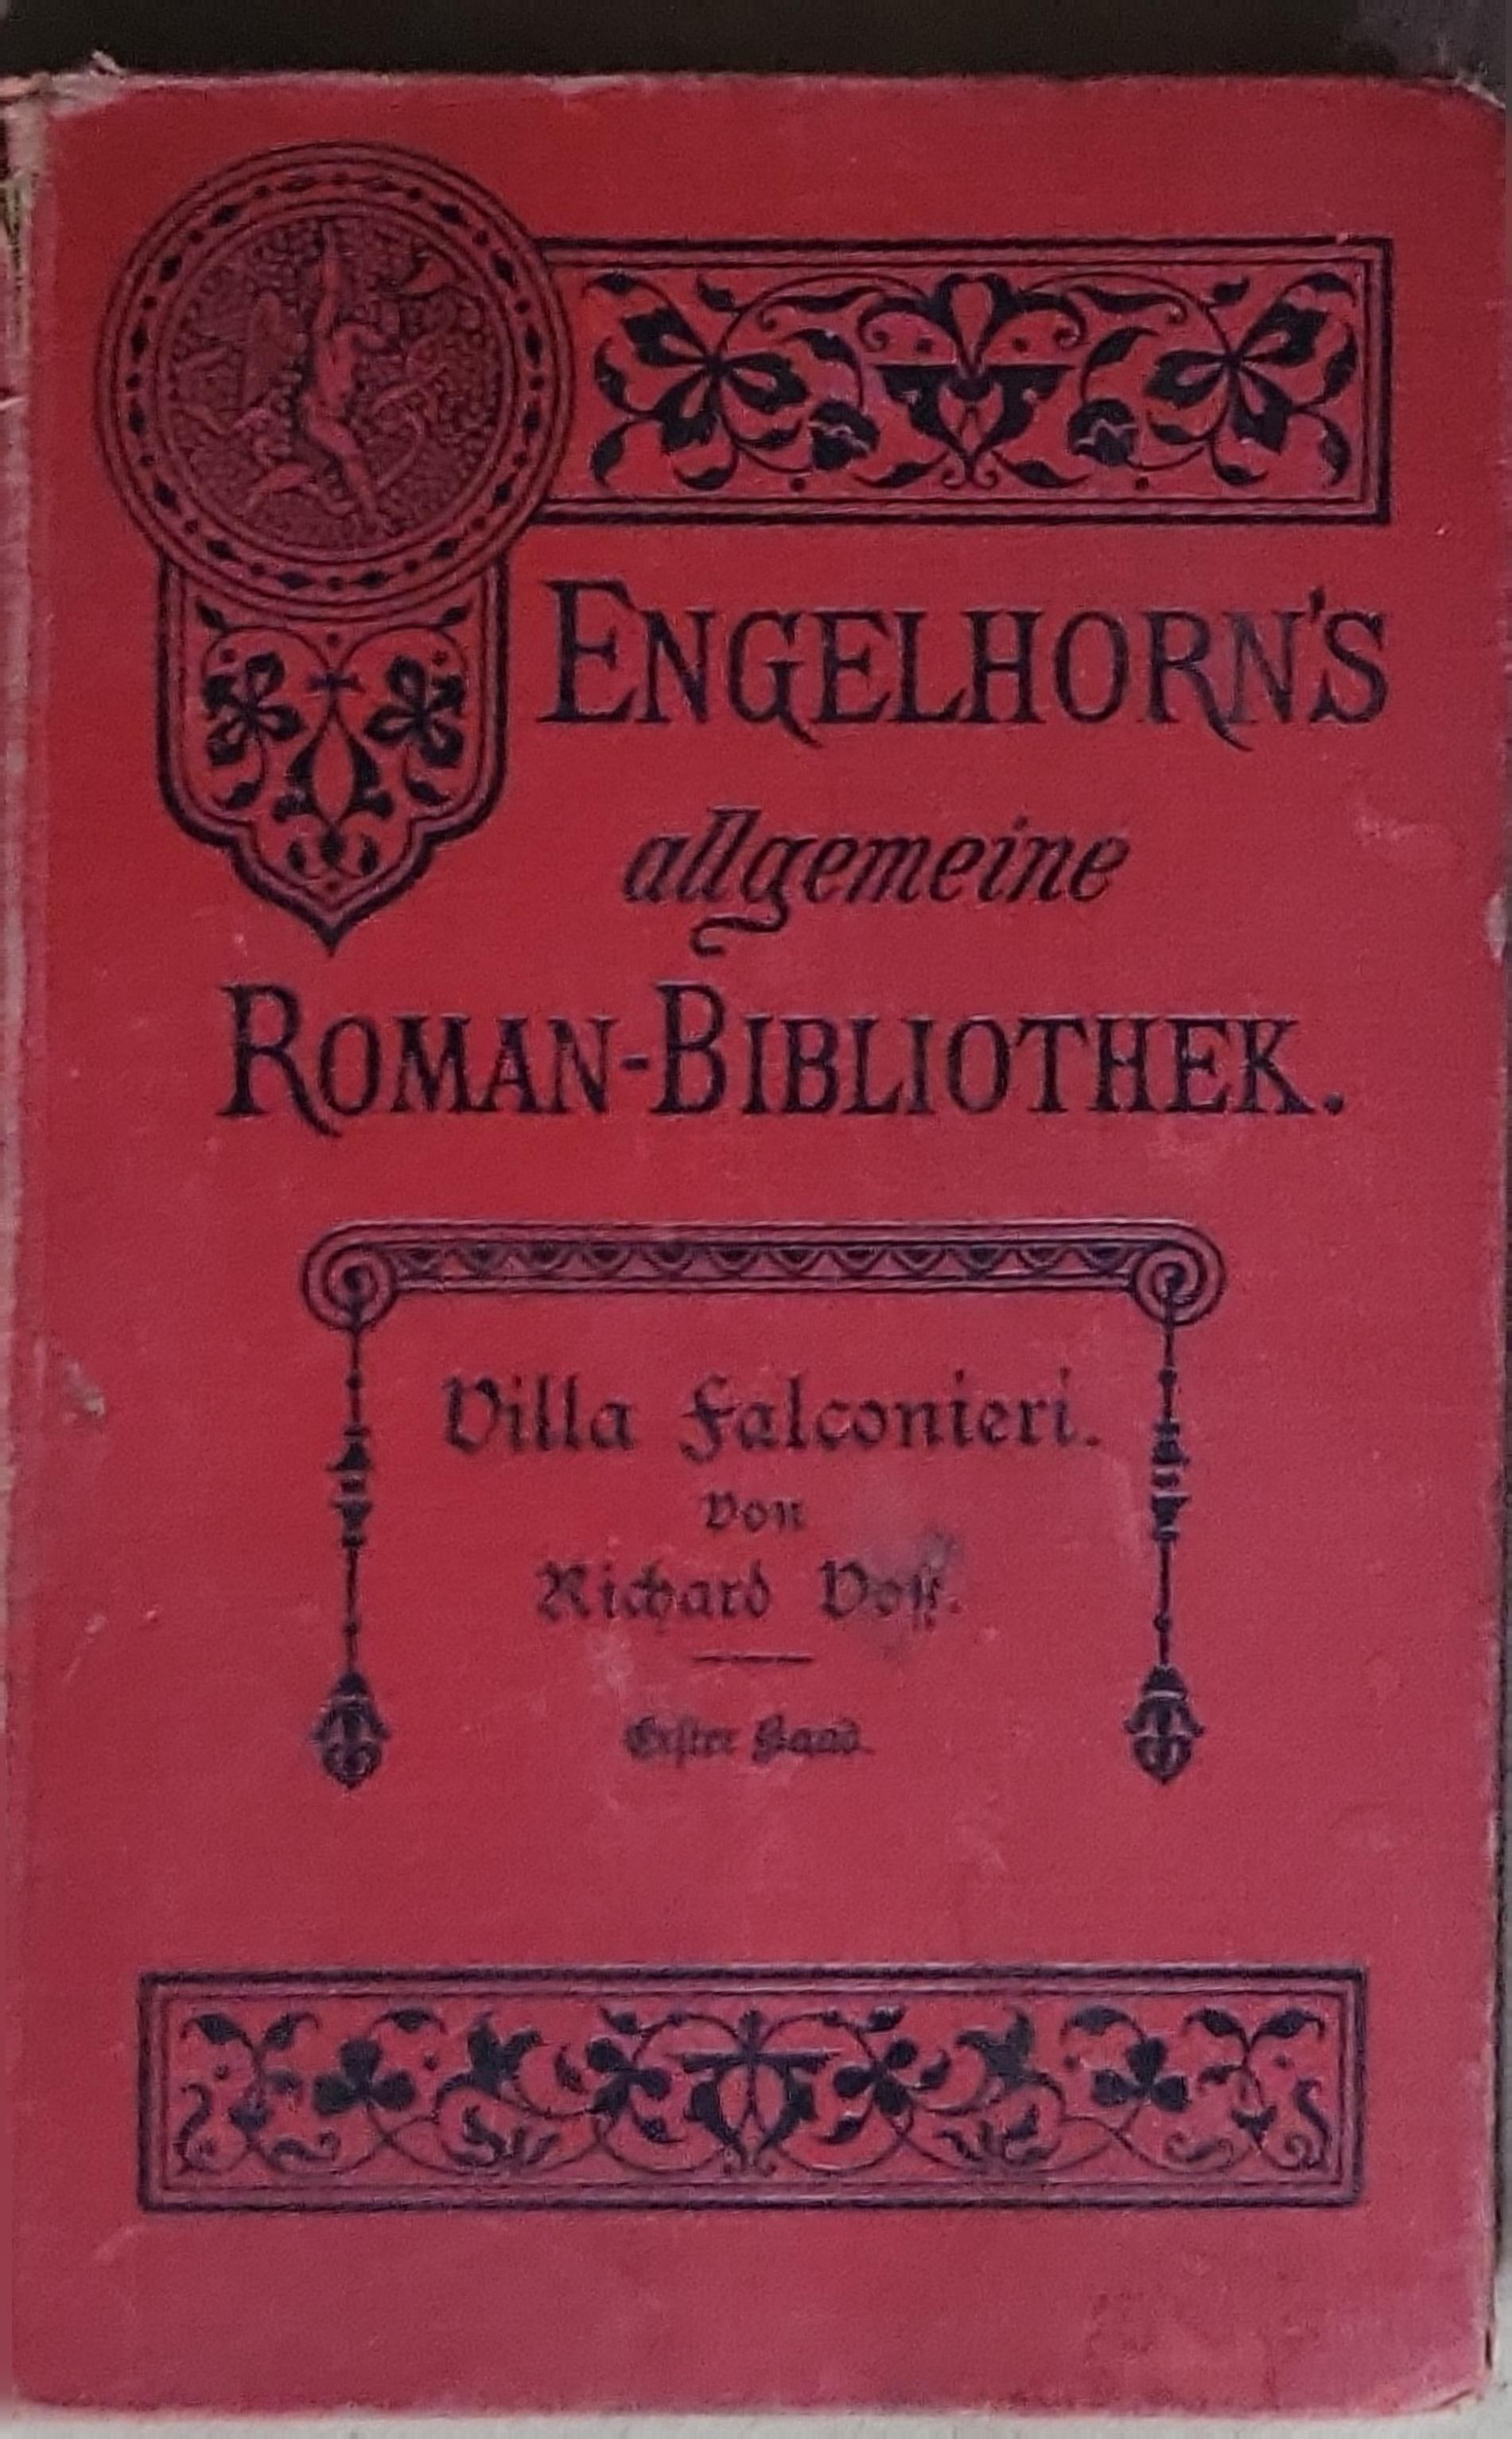 ENGELHORN'S
allgemeine
ROMAN-BIBLIOTHEK.
Villa Falconieri.
Von
Richard Voß.
Erster Band.